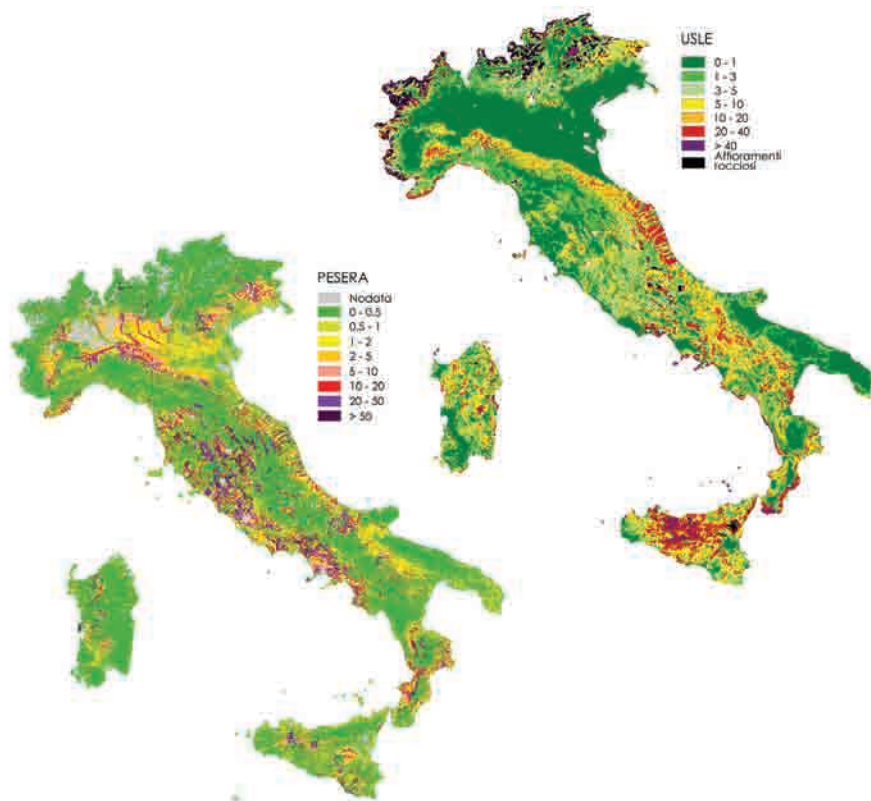 USLE
0 - 1
1 - 3
3 - 5
5 - 10
10 - 20
20 - 40
> 40
Affioramenti
rocciosi
PESERA
Nodata
0 - 0.5
0.5 - 1
1 - 2
2 - 5
5 - 10
10 - 20
20 - 50
> 50